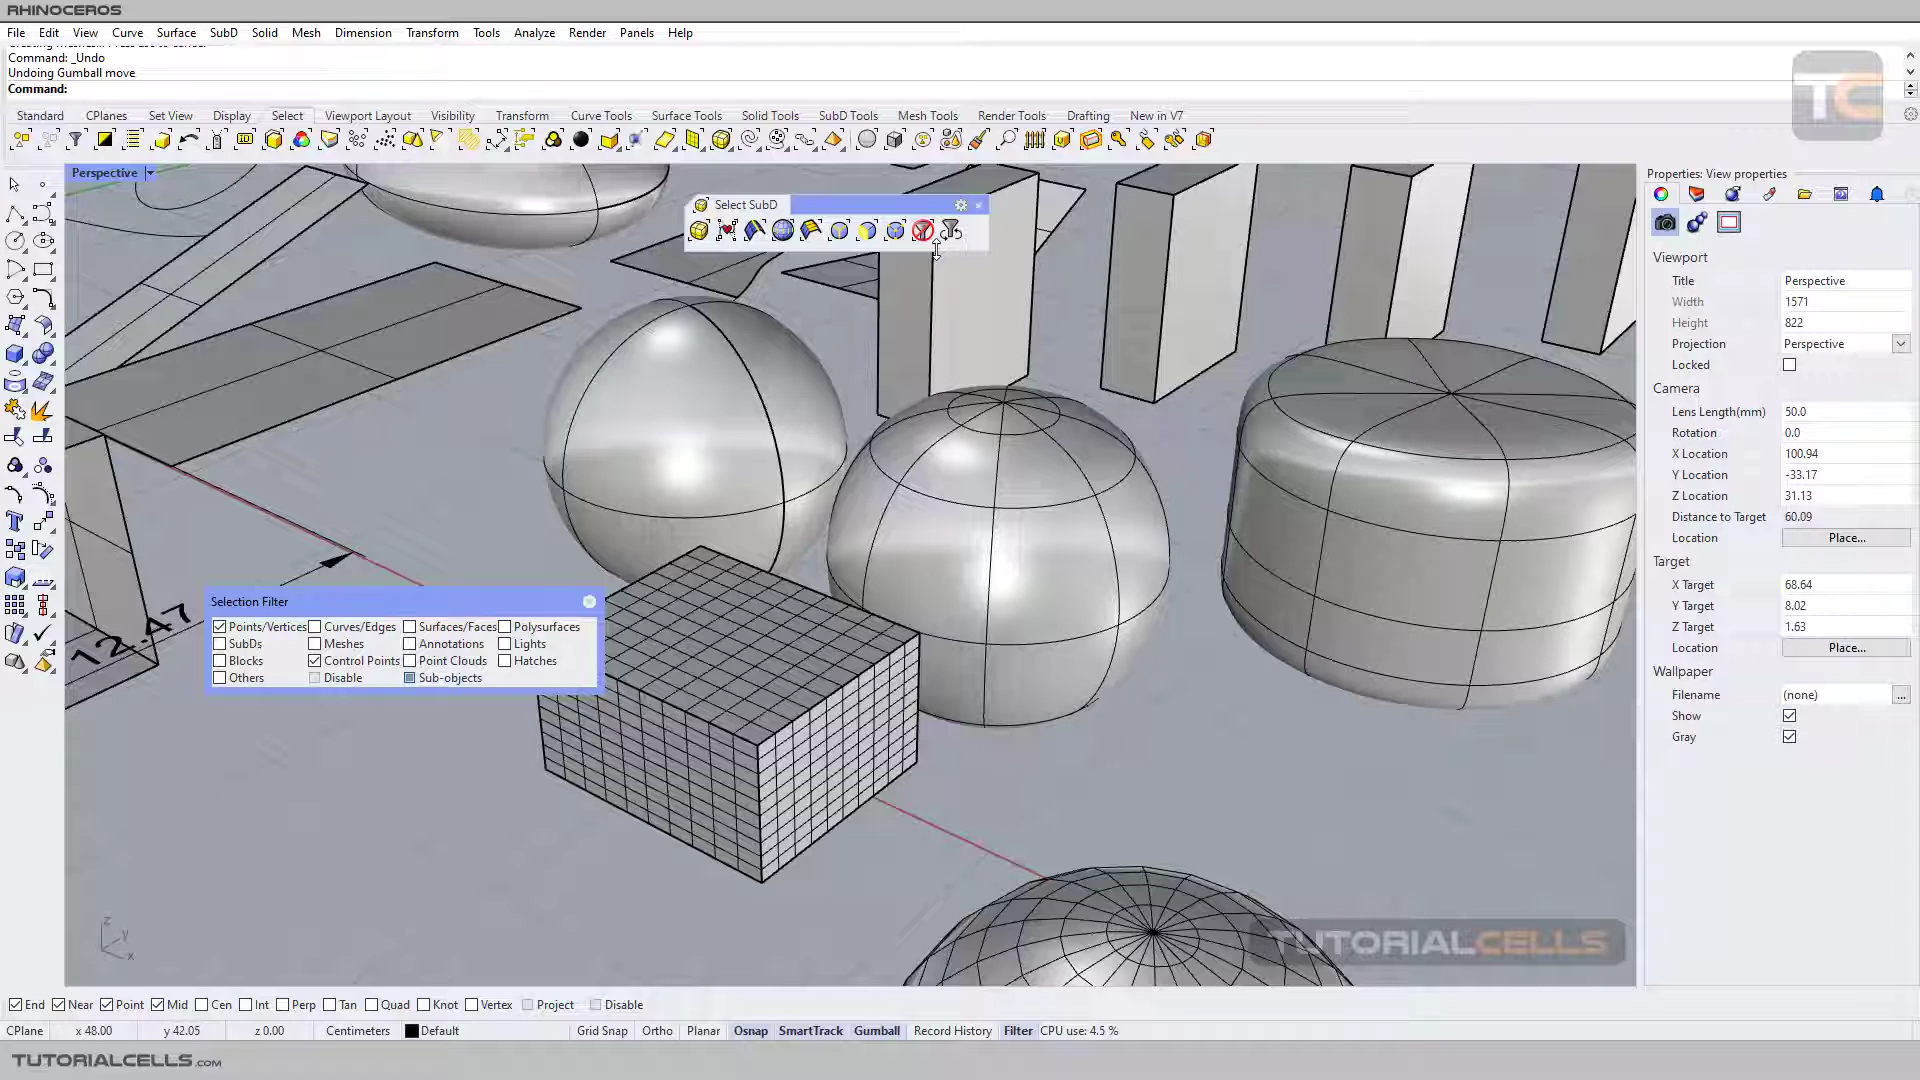 RHINOCEROS
File Edit View Curve Surface SubD Solid Mesh Dimension Transform Tools Analyze Render Panels Help
Command: _Undo
Undoing Gumball move
Command:
TC
Standard CPlanes Set View Display Select Viewport Layout Visibility Transform Curve Tools Surface Tools Solid Tools SubD Tools Mesh Tools Render Tools Drafting New in V7
Perspective
Select SubD
Selection Filter
Points/Vertices Curves/Edges Surfaces/Faces Polysurfaces
SubDs Meshes Annotations Lights
Blocks Control Points Point Clouds Hatches
Others Disable Sub-objects
12.47
z
y
x
Properties: View properties
Viewport
Title Perspective
Width 1571
Height 822
Projection Perspective
Locked
Camera
Lens Length(mm) 50.0
Rotation 0.0
X Location 100.94
Y Location -33.17
Z Location 31.13
Distance to Target 60.09
Location Place...
Target
X Target 68.64
Y Target 8.02
Z Target 1.63
Location Place...
Wallpaper
Filename (none) ...
Show
Gray
TUTORIALCELLS
End Near Point Mid Cen Int Perp Tan Quad Knot Vertex Project Disable
CPlane x 48.00 y 42.05 z 0.00 Centimeters Default Grid Snap Ortho Planar Osnap SmartTrack Gumball Record History Filter CPU use: 4.5 %
TUTORIALCELLS.COM